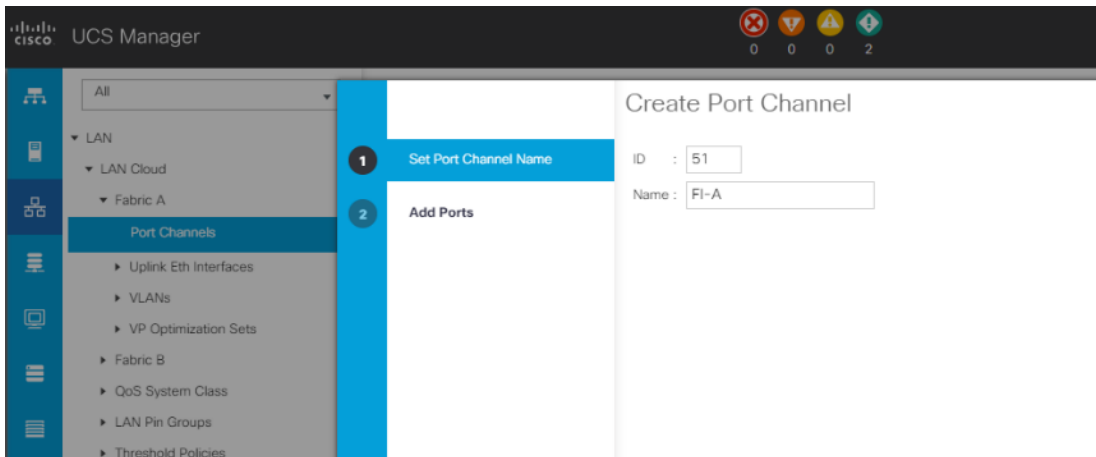 cisco UCS Manager
0 0 0 2
All
LAN
LAN Cloud
Fabric A
Port Channels
Uplink Eth Interfaces
VLANs
VP Optimization Sets
Fabric B
QoS System Class
LAN Pin Groups
Threshold Policies
1 Set Port Channel Name
2 Add Ports
Create Port Channel
ID : 51
Name : FI-A